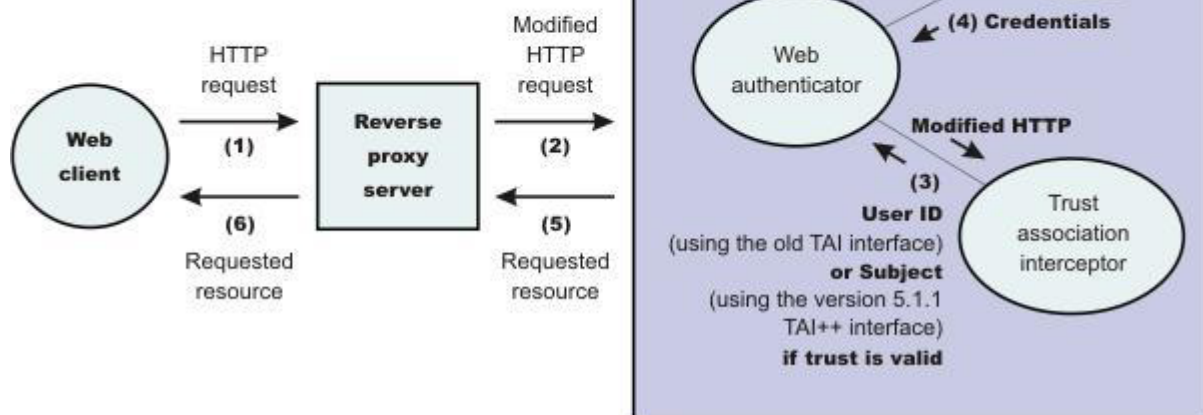 HTTP
request
(1)
Modified
HTTP
request
(2)
Web
client
Reverse
proxy
server
(6)
Requested
resource
(5)
Requested
resource
Web
authenticator
(4) Credentials
Modified HTTP
(3)
User ID
(using the old TAI interface)
or Subject
(using the version 5.1.1
TAI++ interface)
if trust is valid
Trust
association
interceptor